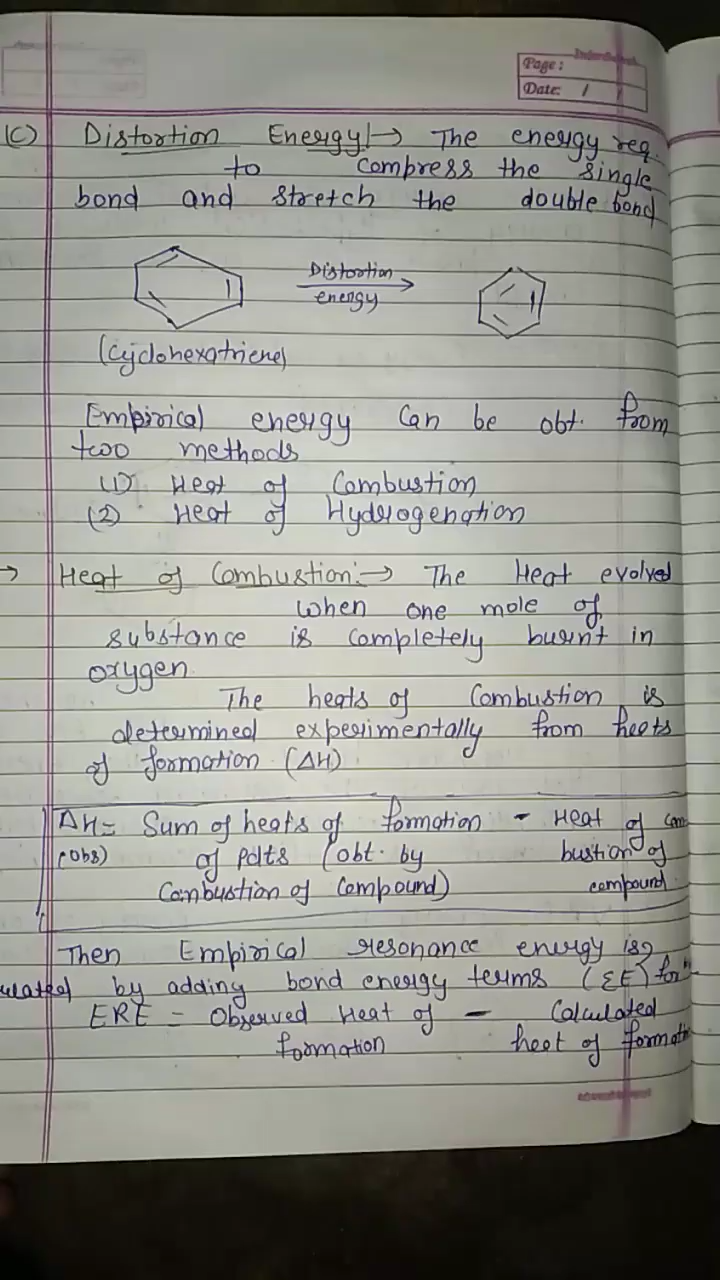 Page:
Date: / /
(C) Distortion Energy!→ The energy req.
to compress the single
bond and stretch the double bond
Distortion
energy
(Cyclohexatriene)
Empirical energy Can be obt. from
two methods
(1) Heat of Combustion
(2) Heat of Hydrogenation
→ Heat of Combustion:→ The Heat evolved
when one mole of
substance is completely burnt in
oxygen.
The heats of Combustion is
determined experimentally from heats
of formation (ΔH)
ΔH = Sum of heats of formation - Heat of com
(obs) of pdts (obt. by bustion of
Combustion of Compound) compound.
Then Empirical resonance energy is
ulated by adding bond energy terms (ΣE) for
ERE = Observed Heat of - Calculated
formation heat of format